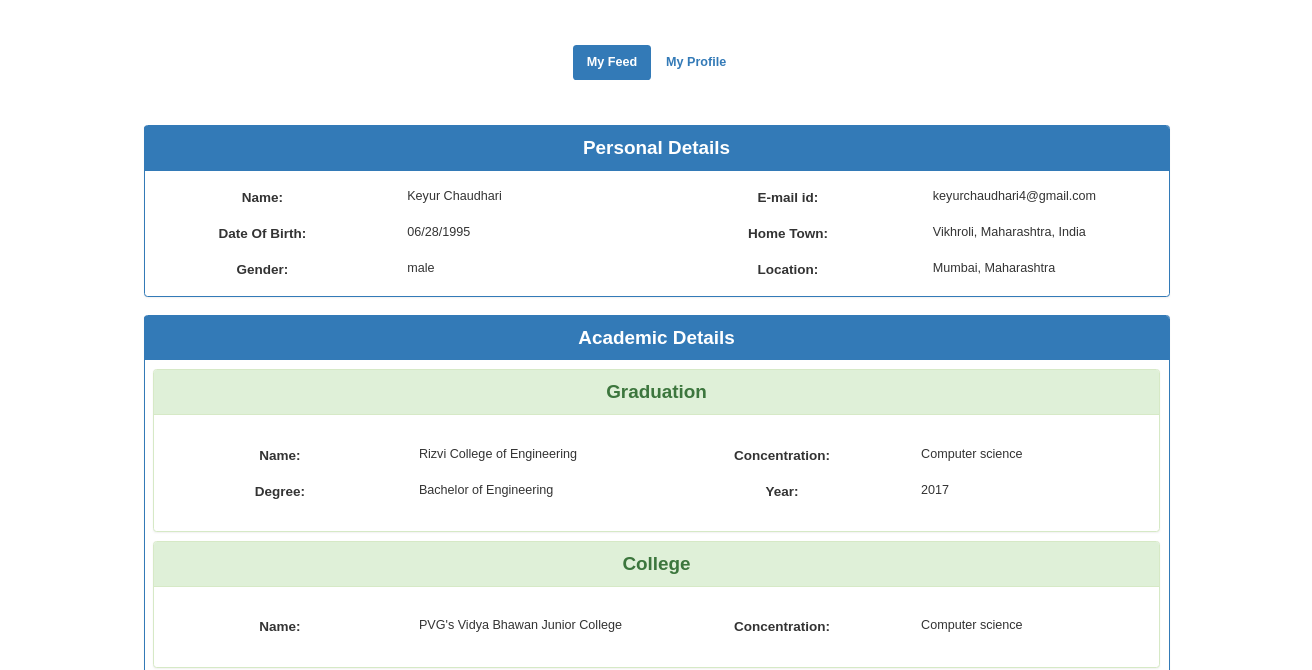 My Feed My Profile
Personal Details
Name: Keyur Chaudhari E-mail id: keyurchaudhari4@gmail.com
Date Of Birth: 06/28/1995 Home Town: Vikhroli, Maharashtra, India
Gender: male Location: Mumbai, Maharashtra
Academic Details
Graduation
Name: Rizvi College of Engineering Concentration: Computer science
Degree: Bachelor of Engineering Year: 2017
College
Name: PVG's Vidya Bhawan Junior College Concentration: Computer science